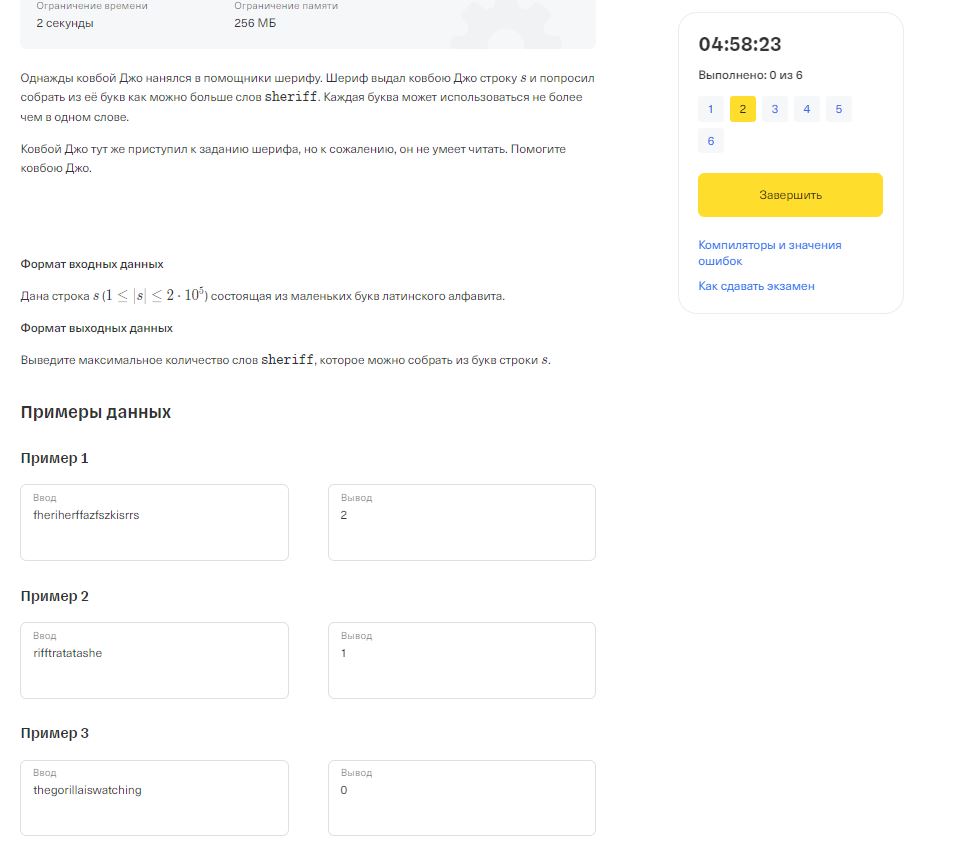 Ограничение времени
Ограничение памяти
2 секунды
256 МБ
Однажды ковбой Джо нанялся в помощники шерифу. Шериф выдал ковбою Джо строку s и попросил
собрать из её букв как можно больше слов sheriff. Каждая буква может использоваться не более
чем в одном слове.
Ковбой Джо тут же приступил к заданию шерифа, но к сожалению, он не умеет читать. Помогите
ковбою Джо.
Формат входных данных
Дана строка s (1 ≤ |s| ≤ 2 · 10⁵) состоящая из маленьких букв латинского алфавита.
Формат выходных данных
Выведите максимальное количество слов sheriff, которое можно собрать из букв строки s.
Примеры данных
Пример 1
Ввод
fheriherffazfszkisrrs
Вывод
2
Пример 2
Ввод
rifftratatashe
Вывод
1
Пример 3
Ввод
thegorillaiswatching
Вывод
0
04:58:23
Выполнено: 0 из 6
1 2 3 4 5
6
Завершить
Компиляторы и значения
ошибок
Как сдавать экзамен